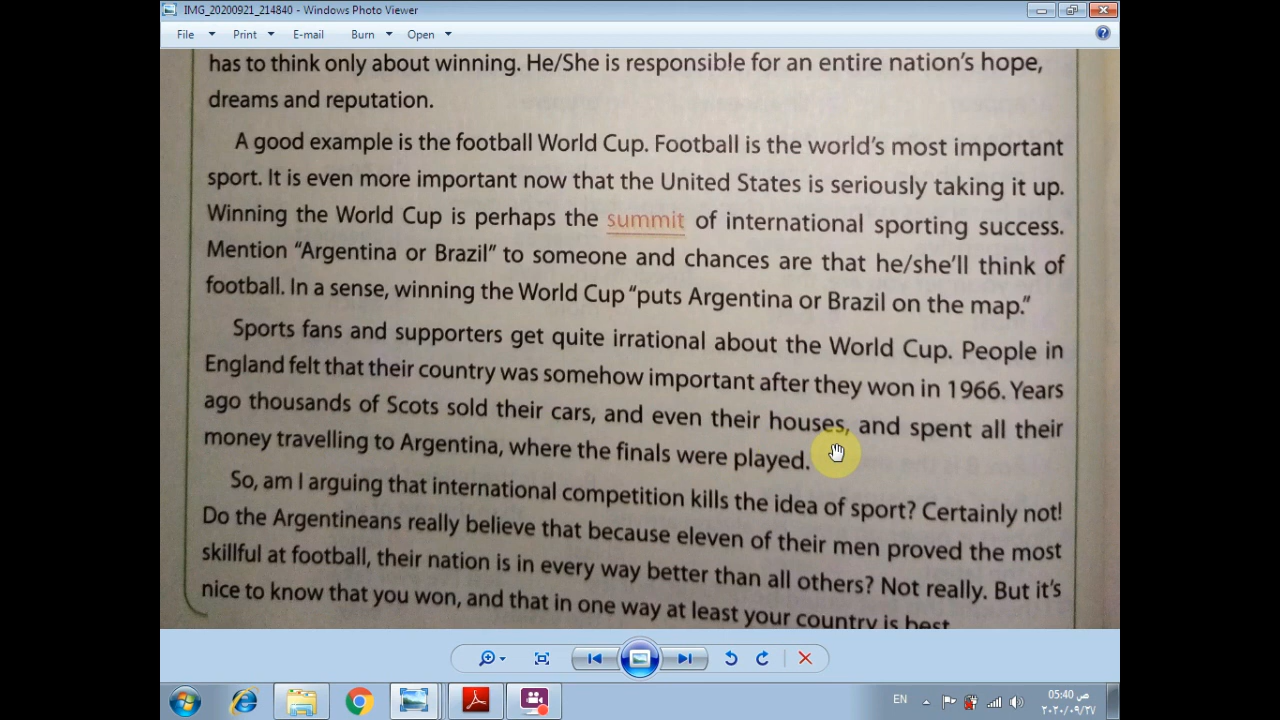 IMG_20200921_214840 - Windows Photo Viewer
File Print E-mail Burn Open
has to think only about winning. He/She is responsible for an entire nation's hope,
dreams and reputation.
A good example is the football World Cup. Football is the world's most important
sport. It is even more important now that the United States is seriously taking it up.
Winning the World Cup is perhaps the summit of international sporting success.
Mention “Argentina or Brazil” to someone and chances are that he/she'll think of
football. In a sense, winning the World Cup “puts Argentina or Brazil on the map.”
Sports fans and supporters get quite irrational about the World Cup. People in
England felt that their country was somehow important after they won in 1966. Years
ago thousands of Scots sold their cars, and even their houses, and spent all their
money travelling to Argentina, where the finals were played.
So, am I arguing that international competition kills the idea of sport? Certainly not!
Do the Argentineans really believe that because eleven of their men proved the most
skillful at football, their nation is in every way better than all others? Not really. But it's
nice to know that you won, and that in one way at least your country is best
EN
05:40 ص
٢٠٢٠/٠٩/٢٧